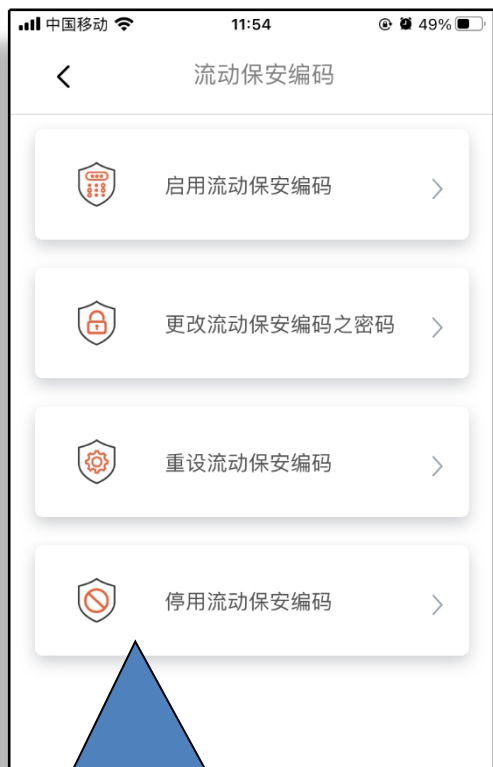 中国移动 11:54 49%
流动保安编码
启用流动保安编码
更改流动保安编码之密码
重设流动保安编码
停用流动保安编码